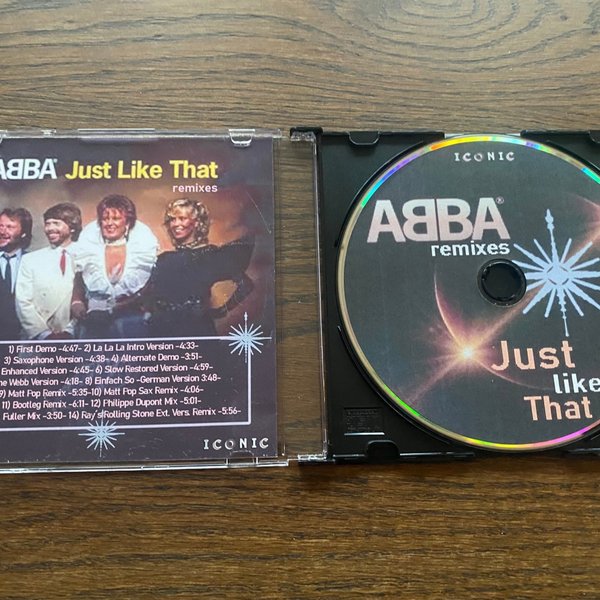 ABBA® Just Like That
remixes
1) First Demo -4:47- 2) La La La Intro Version -4:33-
3) Saxophone Version -4:38- 4) Alternate Demo -3:51-
Enhanced Version -4:45- 6) Slow Restored Version -4:59-
Webb Version -4:18- 8) Einfach So -German Version 3:48-
9) Matt Pop Remix -5:35-10) Matt Pop Sax Remix -4:06-
11) Bootleg Remix -6:11- 12) Philippe Dupont Mix -5:01-
Fuller Mix -3:50- 14) Ray's Rolling Stone Ext. Vers. Remix -5:56-
ICONIC
ICONIC
ABBA®
remixes
Just
like
That